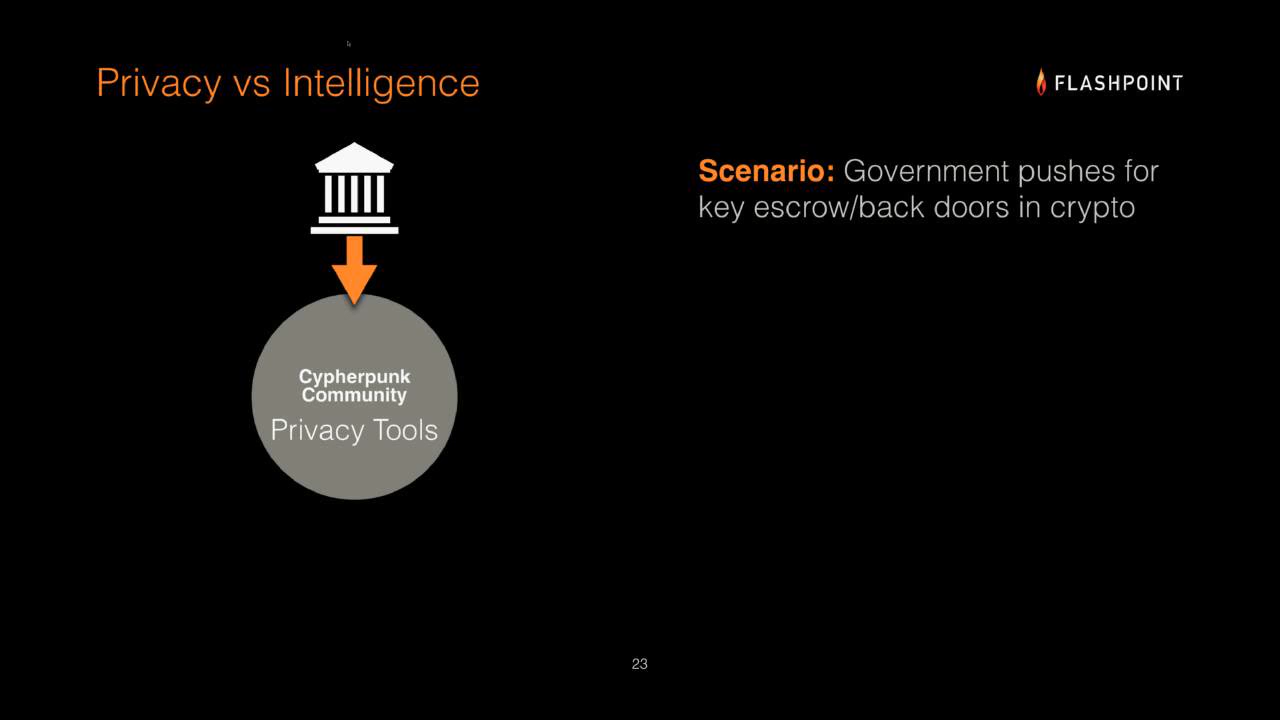 Privacy vs Intelligence
FLASHPOINT
Scenario: Government pushes for
key escrow/back doors in crypto
Cypherpunk
Community
Privacy Tools
23